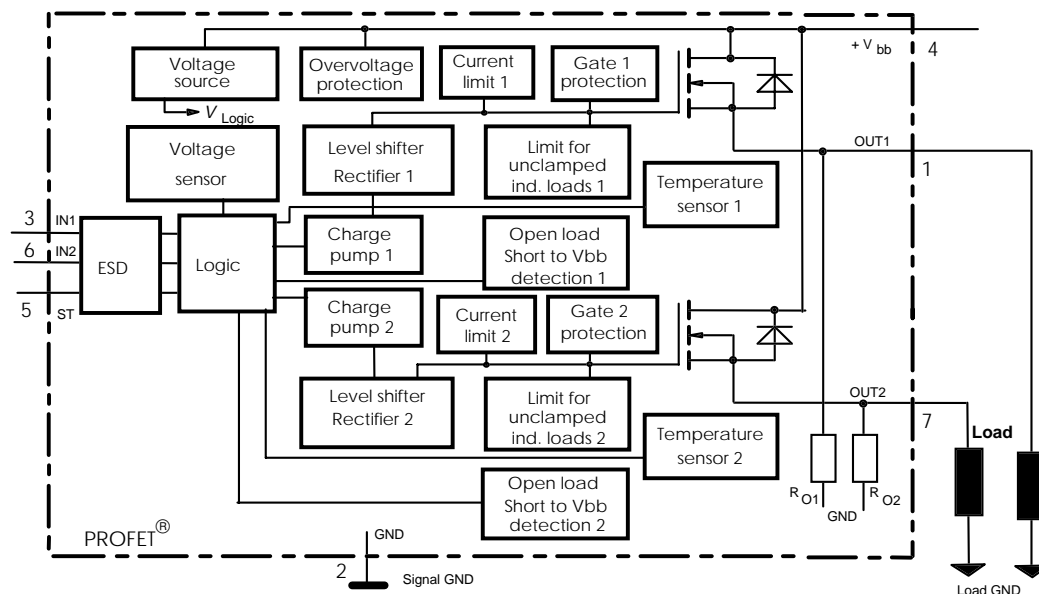 + V bb
4
Voltage
source
Overvoltage
protection
Current
limit 1
Gate 1
protection
V Logic
Voltage
sensor
Level shifter
Rectifier 1
Limit for
unclamped
ind. loads 1
OUT1
1
Temperature
sensor 1
3
IN1
6
IN2
5
ST
ESD
Logic
Charge
pump 1
Open load
Short to Vbb
detection 1
Charge
pump 2
Current
limit 2
Gate 2
protection
Level shifter
Rectifier 2
Limit for
unclamped
ind. loads 2
OUT2
7
Temperature
sensor 2
Load
R O1
R O2
GND
Open load
Short to Vbb
detection 2
PROFET®
GND
2
Signal GND
Load GND